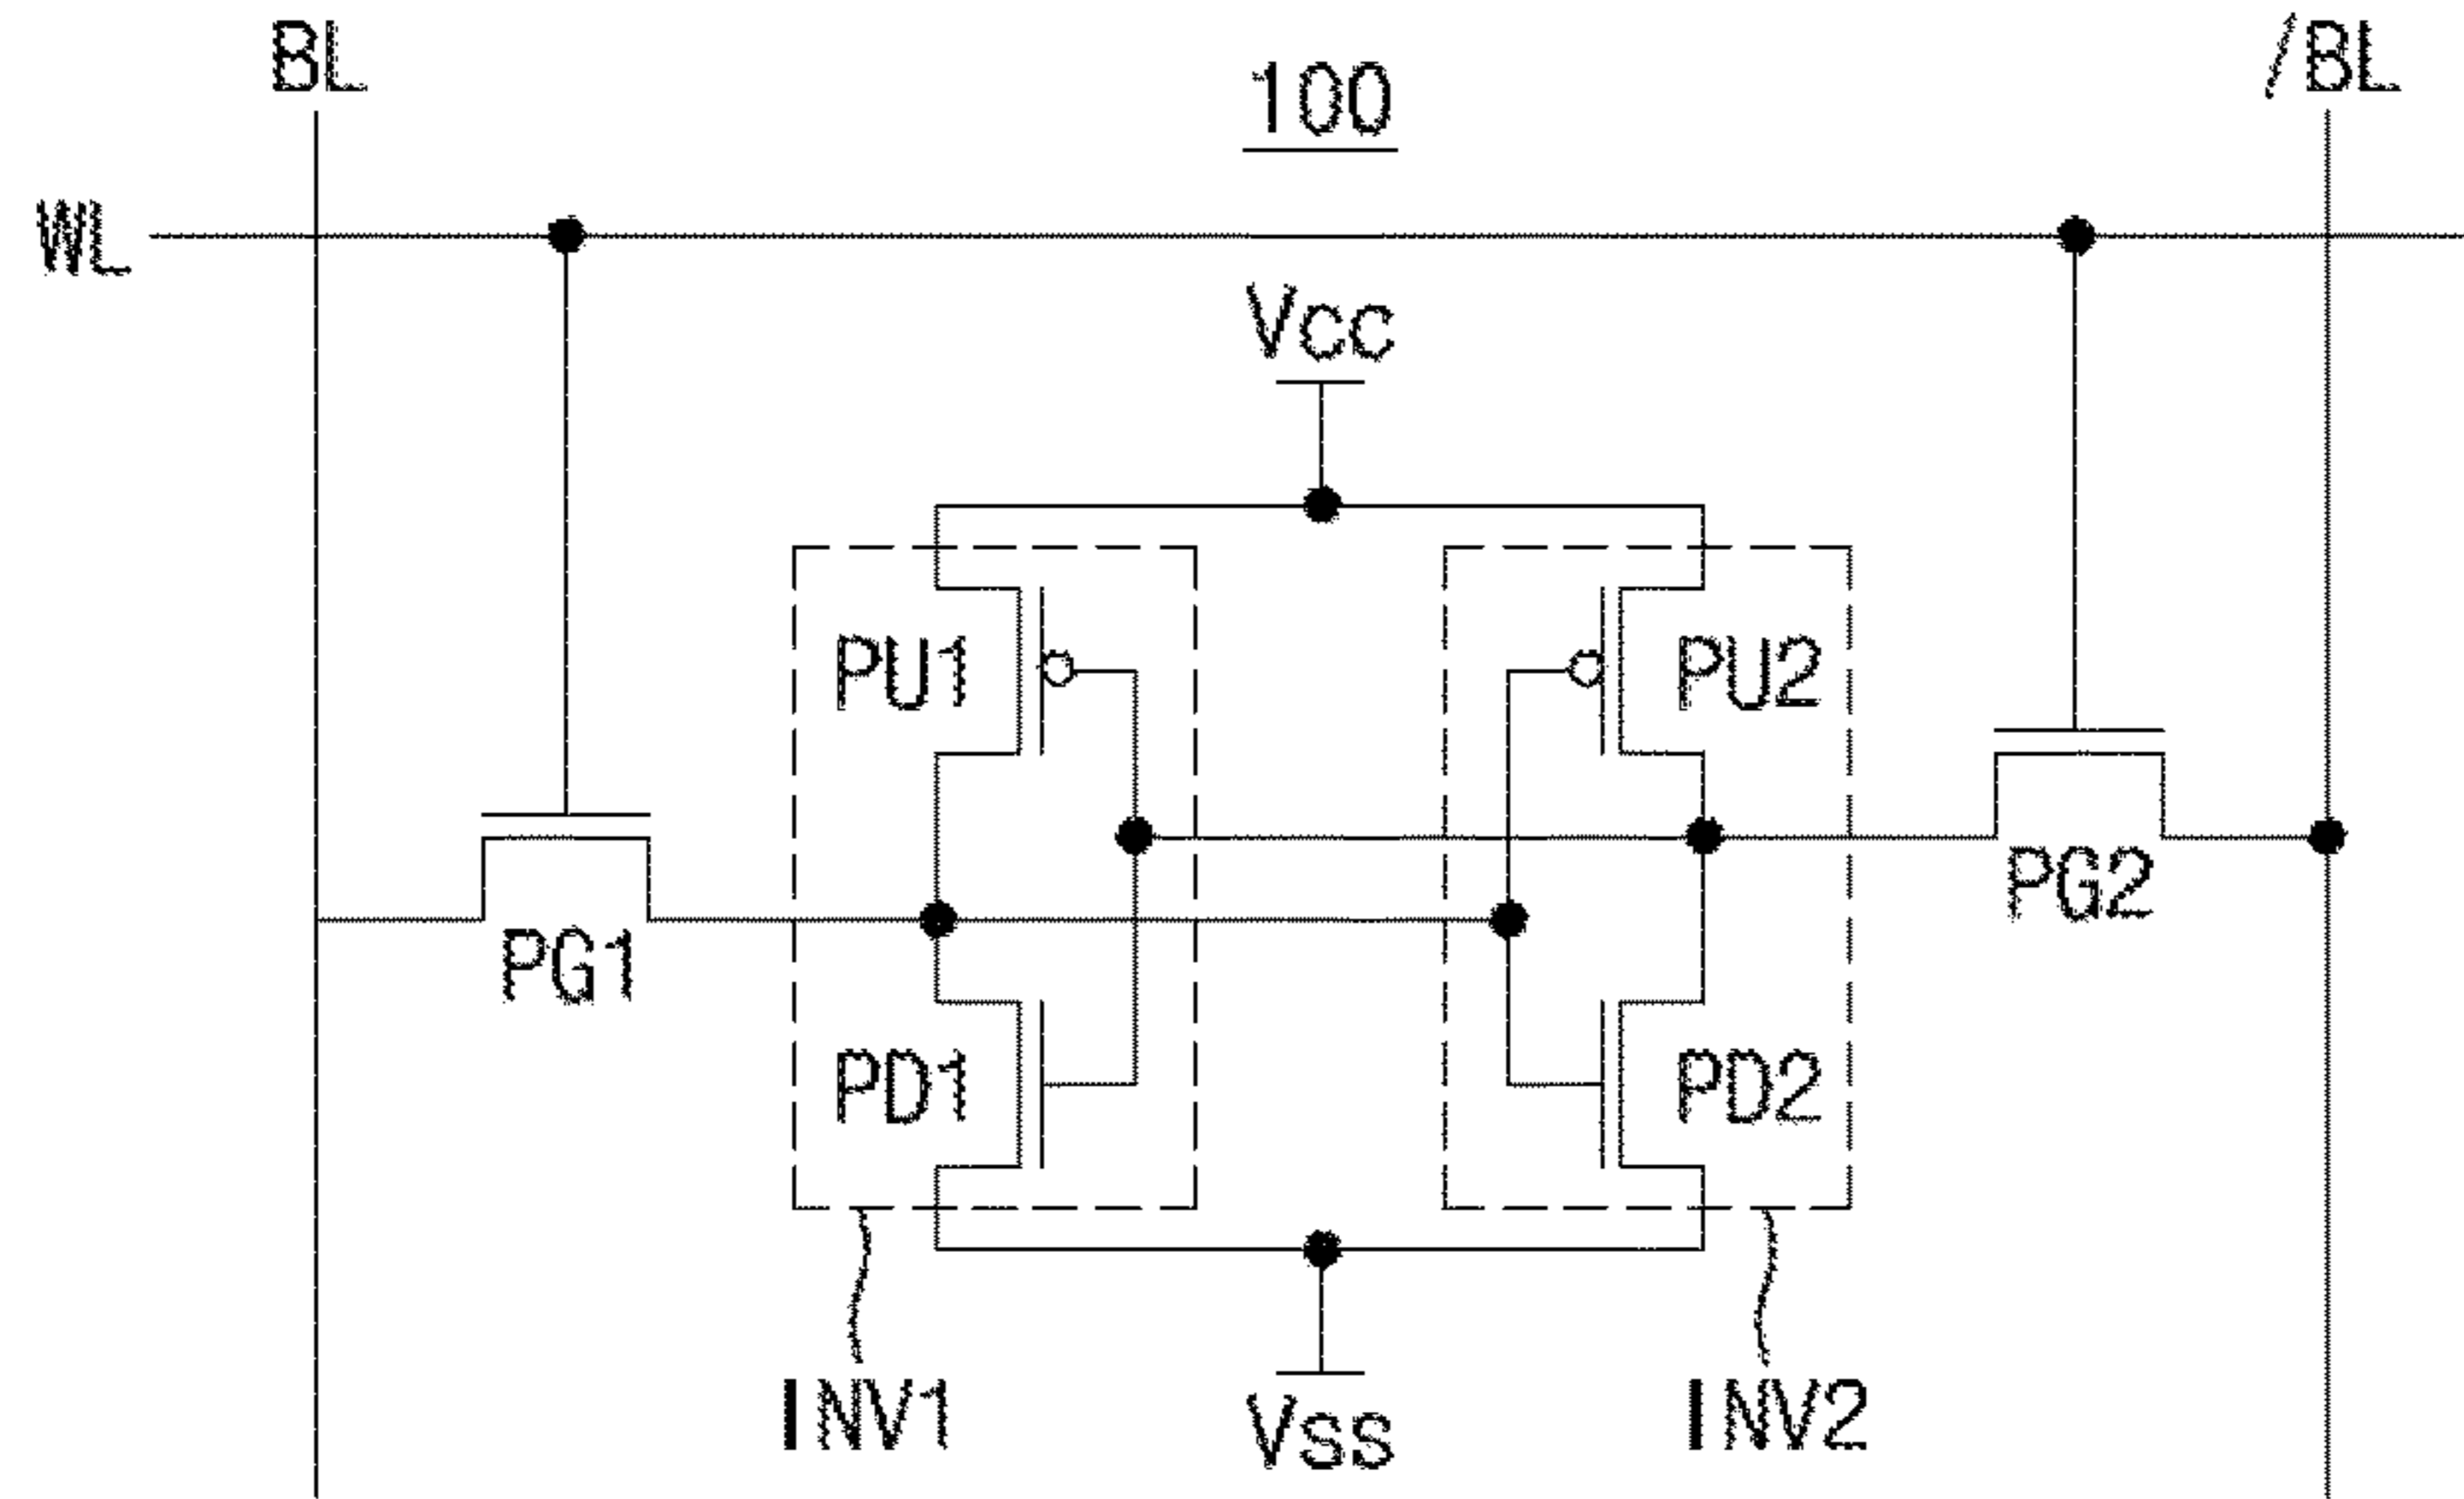 BL
/BL
100
WL
Vcc
PU1
PU2
PG1
PG2
PD1
PD2
INV1
Vss
INV2